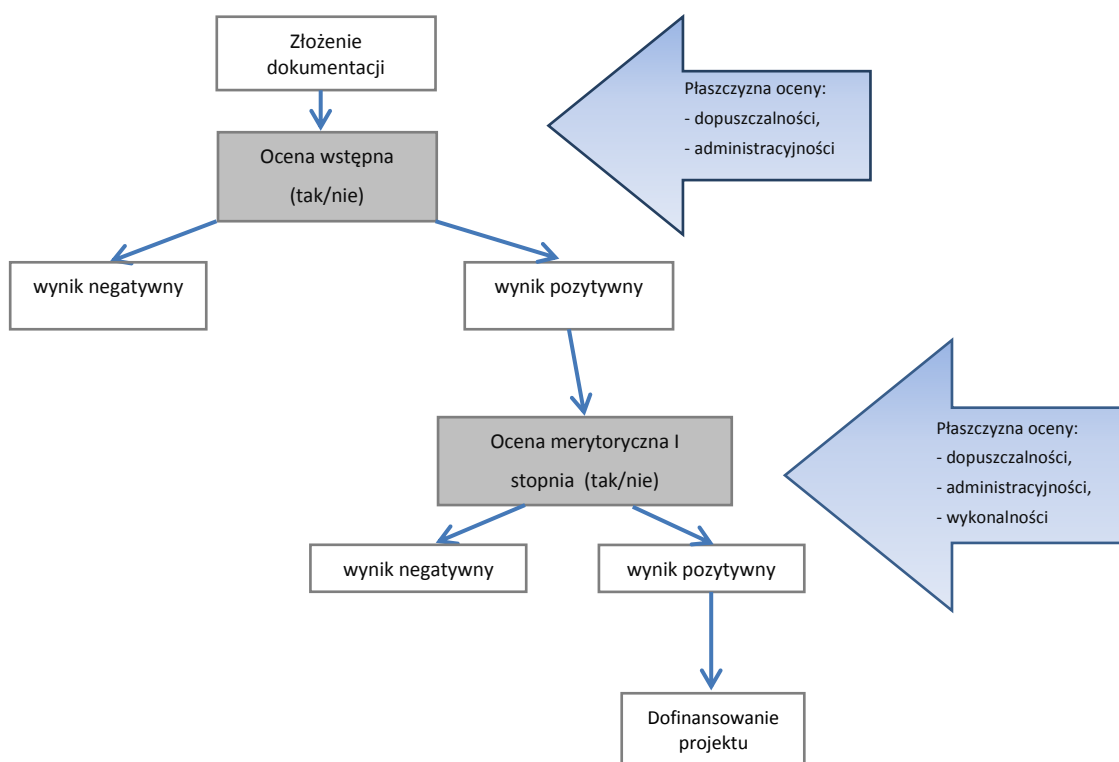 Złożenie
dokumentacji
Płaszczyzna oceny:
- dopuszczalności,
- administracyjności
Ocena wstępna
(tak/nie)
wynik negatywny
wynik pozytywny
Ocena merytoryczna I
stopnia (tak/nie)
Płaszczyzna oceny:
- dopuszczalności,
- administracyjności,
- wykonalności
wynik negatywny
wynik pozytywny
Dofinansowanie
projektu